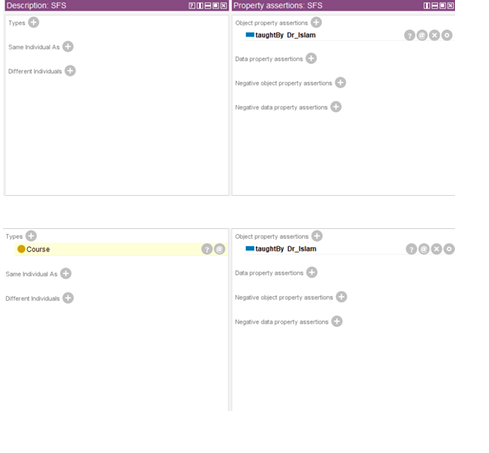 Description: SFS
Property assertions: SFS
Types
Same Individual As
Different Individuals
Object property assertions
taughtBy Dr_Islam
Data property assertions
Negative object property assertions
Negative data property assertions
Types
Course
Same Individual As
Different Individuals
Object property assertions
taughtBy Dr_Islam
Data property assertions
Negative object property assertions
Negative data property assertions